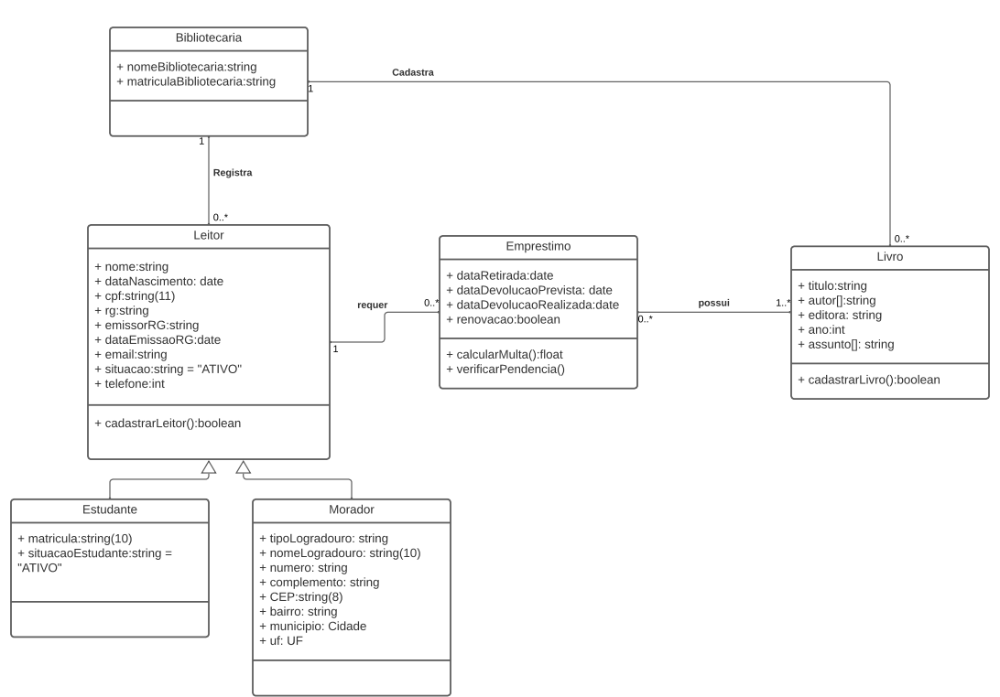 Bibliotecaria
+ nomeBibliotecaria:string
+ matriculaBibliotecaria:string
Cadastra
1
1
Registra
0..*
0..*
Leitor
+ nome:string
+ dataNascimento: date
+ cpf:string(11)
+ rg:string
+ emissorRG:string
+ dataEmissaoRG:date
+ email:string
+ situacao:string = "ATIVO"
+ telefone:int
+ cadastrarLeitor():boolean
requer
1
0..*
Emprestimo
+ dataRetirada:date
+ dataDevolucaoPrevista: date
+ dataDevolucaoRealizada:date
+ renovacao:boolean
+ calcularMulta():float
+ verificarPendencia()
possui
0..*
1..*
Livro
+ titulo:string
+ autor[]:string
+ editora: string
+ ano:int
+ assunto[]: string
+ cadastrarLivro():boolean
Estudante
+ matricula:string(10)
+ situacaoEstudante:string =
"ATIVO"
Morador
+ tipoLogradouro: string
+ nomeLogradouro: string(10)
+ numero: string
+ complemento: string
+ CEP:string(8)
+ bairro: string
+ municipio: Cidade
+ uf: UF